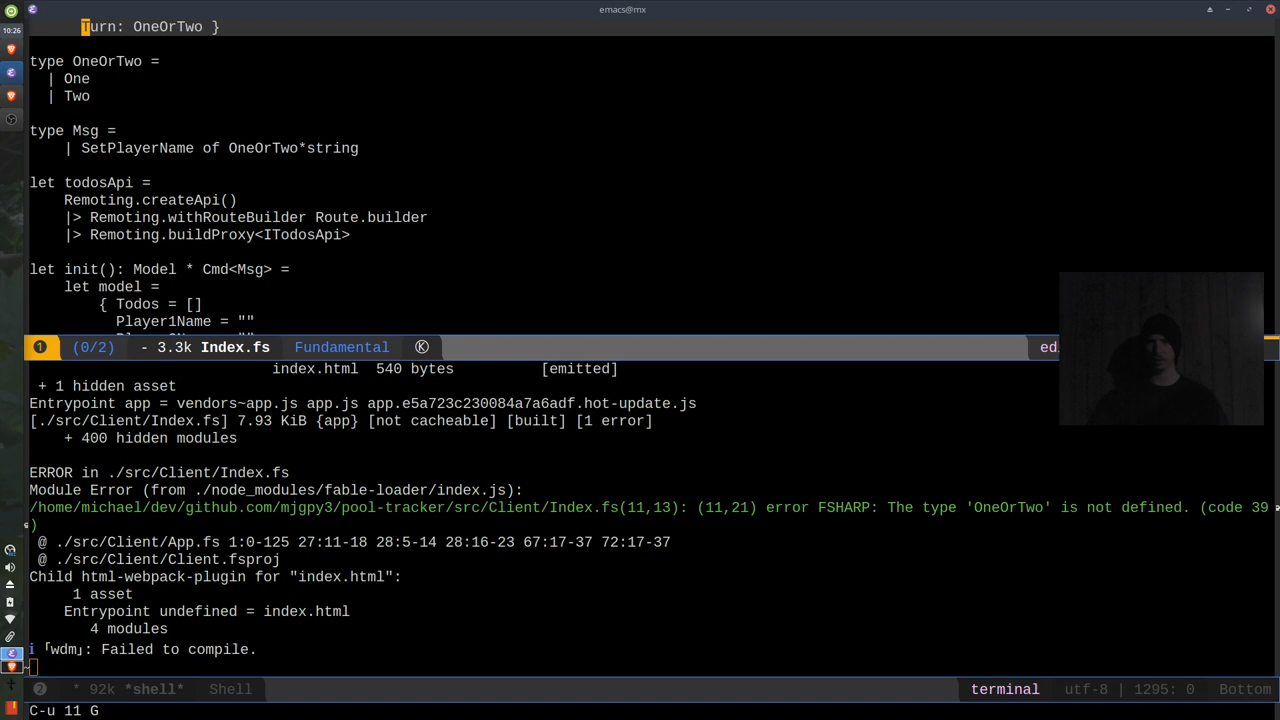 emacs@mx
10:26
Turn: OneOrTwo }
type OneOrTwo =
| One
| Two
type Msg =
| SetPlayerName of OneOrTwo*string
let todosApi =
Remoting.createApi()
|> Remoting.withRouteBuilder Route.builder
|> Remoting.buildProxy<ITodosApi>
let init(): Model * Cmd<Msg> =
let model =
{ Todos = []
Player1Name = ""
1 (0/2) - 3.3k Index.fs Fundamental K edi
index.html 540 bytes [emitted]
+ 1 hidden asset
Entrypoint app = vendors~app.js app.js app.e5a723c230084a7a6adf.hot-update.js
[./src/Client/Index.fs] 7.93 KiB {app} [not cacheable] [built] [1 error]
+ 400 hidden modules
ERROR in ./src/Client/Index.fs
Module Error (from ./node_modules/fable-loader/index.js):
/home/michael/dev/github.com/mjgpy3/pool-tracker/src/Client/Index.fs(11,13): (11,21) error FSHARP: The type 'OneOrTwo' is not defined. (code 39
)
@ ./src/Client/App.fs 1:0-125 27:11-18 28:5-14 28:16-23 67:17-37 72:17-37
@ ./src/Client/Client.fsproj
Child html-webpack-plugin for "index.html":
1 asset
Entrypoint undefined = index.html
4 modules
i ｢wdm｣: Failed to compile.
2 * 92k *shell* Shell terminal utf-8 | 1295: 0 Bottom
C-u 11 G